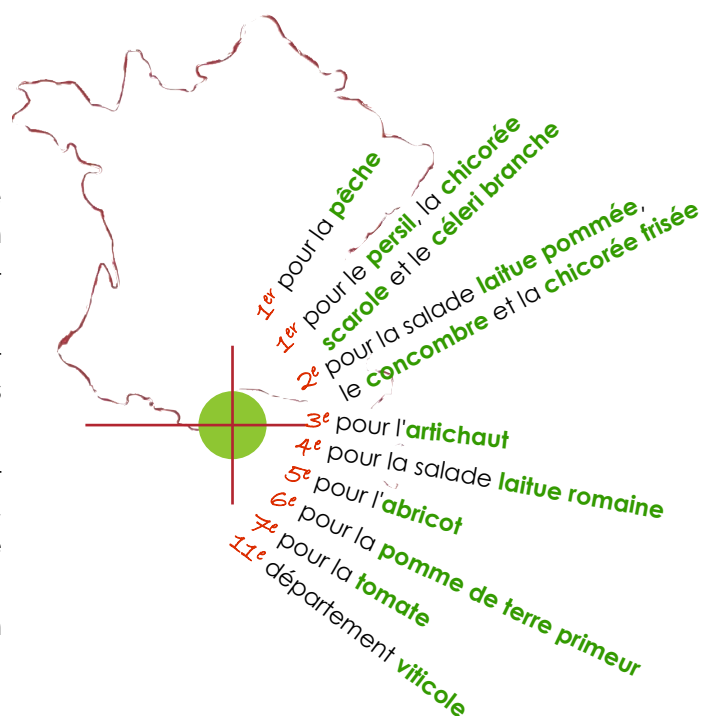 1er pour la pêche
1er pour le persil, la chicorée
scarole et le céleri branche
2e pour la salade laitue pommée,
le concombre et la chicorée frisée
3e pour l'artichaut
4e pour la salade laitue romaine
5e pour l'abricot
6e pour la pomme de terre primeur
7e pour la tomate
11e département viticole